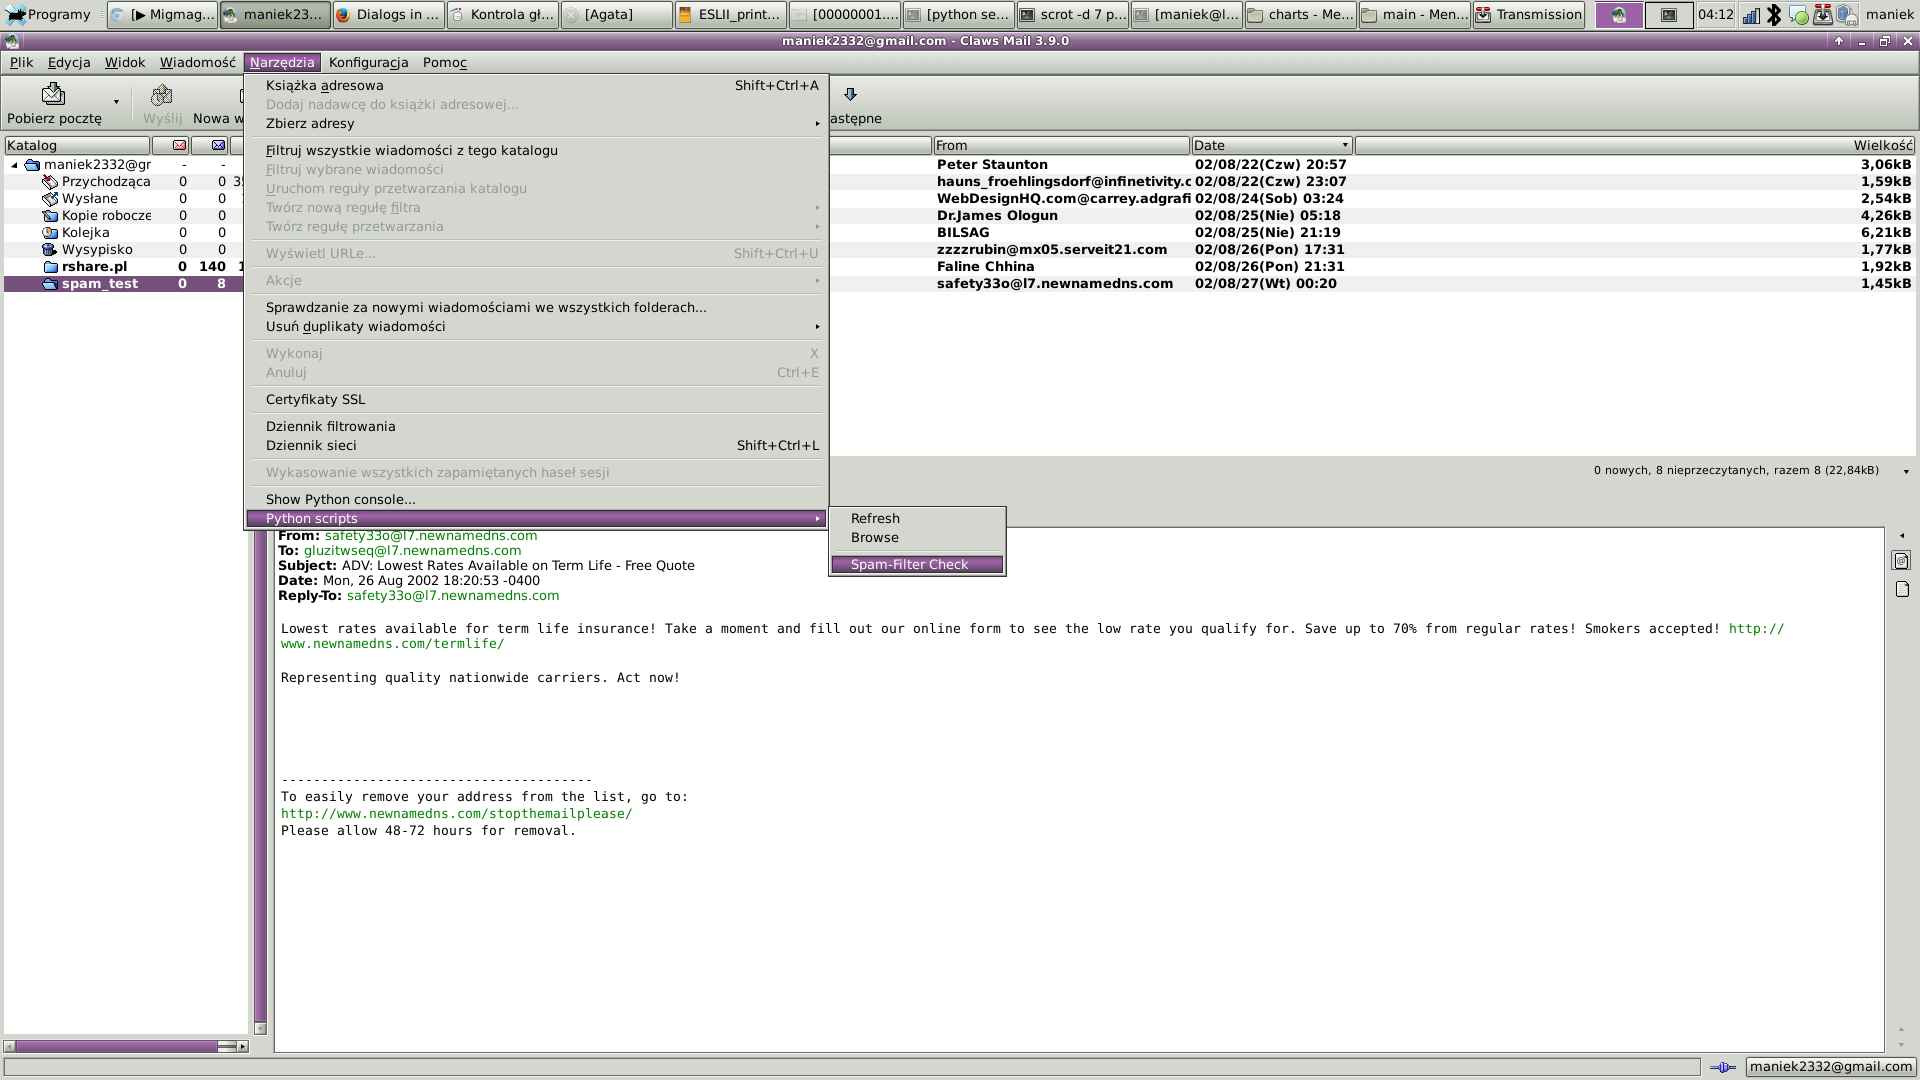 Programy [▶ Migmag... maniek23... Dialogs in ... Kontrola gł... [Agata] ESLII_print... [00000001.... [python se... scrot -d 7 p... [maniek@l... charts - Me... main - Men... Transmission 04:12 maniek
maniek2332@gmail.com - Claws Mail 3.9.0
Plik Edycja Widok Wiadomość Narzędzia Konfiguracja Pomoc
Pobierz pocztę Wyślij Nowa w astępne
Książka adresowa Shift+Ctrl+A
Dodaj nadawcę do książki adresowej...
Zbierz adresy
Filtruj wszystkie wiadomości z tego katalogu
Filtruj wybrane wiadomości
Uruchom reguły przetwarzania katalogu
Twórz nową regułę filtra
Twórz regułę przetwarzania
Wyświetl URLe... Shift+Ctrl+U
Akcje
Sprawdzanie za nowymi wiadomościami we wszystkich folderach...
Usuń duplikaty wiadomości
Wykonaj X
Anuluj Ctrl+E
Certyfikaty SSL
Dziennik filtrowania
Dziennik sieci Shift+Ctrl+L
Wykasowanie wszystkich zapamiętanych haseł sesji
Show Python console...
Python scripts
Refresh
Browse
Spam-Filter Check
Katalog
maniek2332@gr - -
Przychodząca 0 0 35
Wysłane 0 0
Kopie robocze 0 0
Kolejka 0 0
Wysypisko 0 0
rshare.pl 0 140 1
spam_test 0 8
From Date Wielkość
Peter Staunton 02/08/22(Czw) 20:57 3,06kB
hauns_froehlingsdorf@infinetivity.c 02/08/22(Czw) 23:07 1,59kB
WebDesignHQ.com@carrey.adgrafi 02/08/24(Sob) 03:24 2,54kB
Dr.James Ologun 02/08/25(Nie) 05:18 4,26kB
BILSAG 02/08/25(Nie) 21:19 6,21kB
zzzzrubin@mx05.serveit21.com 02/08/26(Pon) 17:31 1,77kB
Faline Chhina 02/08/26(Pon) 21:31 1,92kB
safety33o@l7.newnamedns.com 02/08/27(Wt) 00:20 1,45kB
0 nowych, 8 nieprzeczytanych, razem 8 (22,84kB)
From: safety33o@l7.newnamedns.com
To: gluzitwseq@l7.newnamedns.com
Subject: ADV: Lowest Rates Available on Term Life - Free Quote
Date: Mon, 26 Aug 2002 18:20:53 -0400
Reply-To: safety33o@l7.newnamedns.com
Lowest rates available for term life insurance! Take a moment and fill out our online form to see the low rate you qualify for. Save up to 70% from regular rates! Smokers accepted! http://
www.newnamedns.com/termlife/
Representing quality nationwide carriers. Act now!
---------------------------------------
To easily remove your address from the list, go to:
http://www.newnamedns.com/stopthemailplease/
Please allow 48-72 hours for removal.
maniek2332@gmail.com